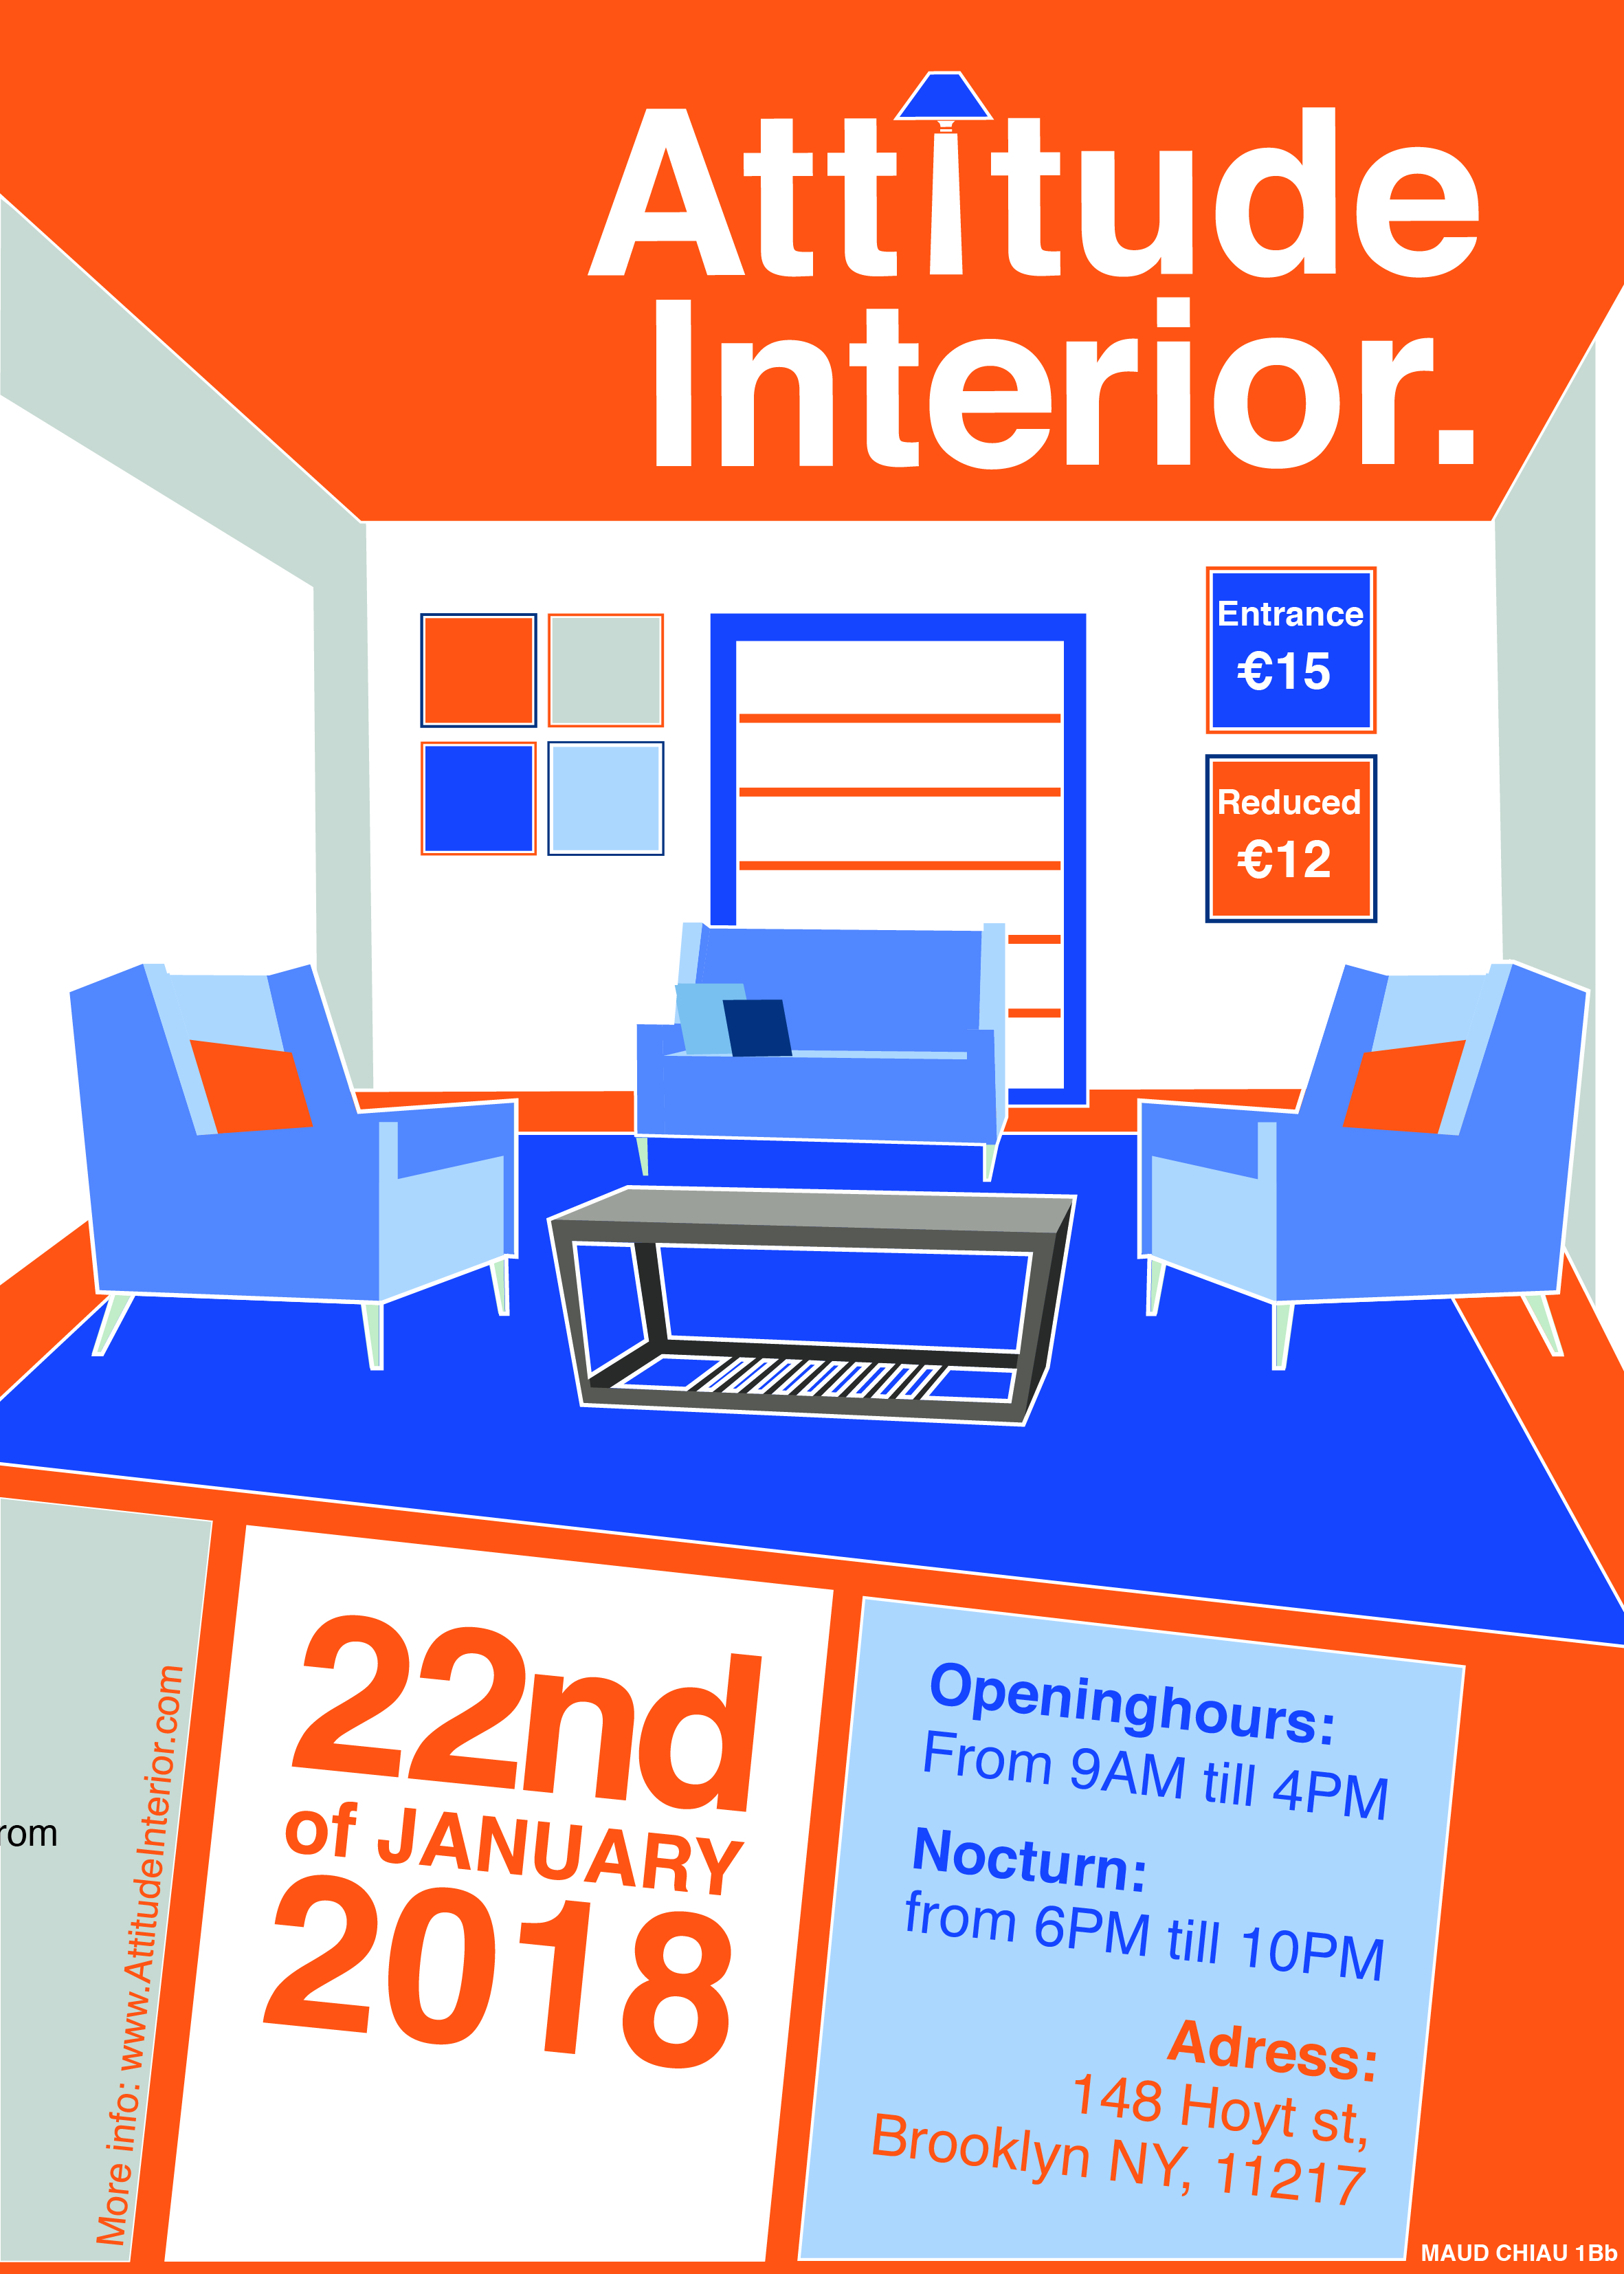 Attitude
Interior.
Entrance
€15
Reduced
€12
rom
More info: www.AttitudeInterior.com
22nd
of JANUARY
2018
Openinghours:
From 9AM till 4PM
Nocturn:
from 6PM till 10PM
Adress:
148 Hoyt st,
Brooklyn NY, 11217
MAUD CHIAU 1Bb